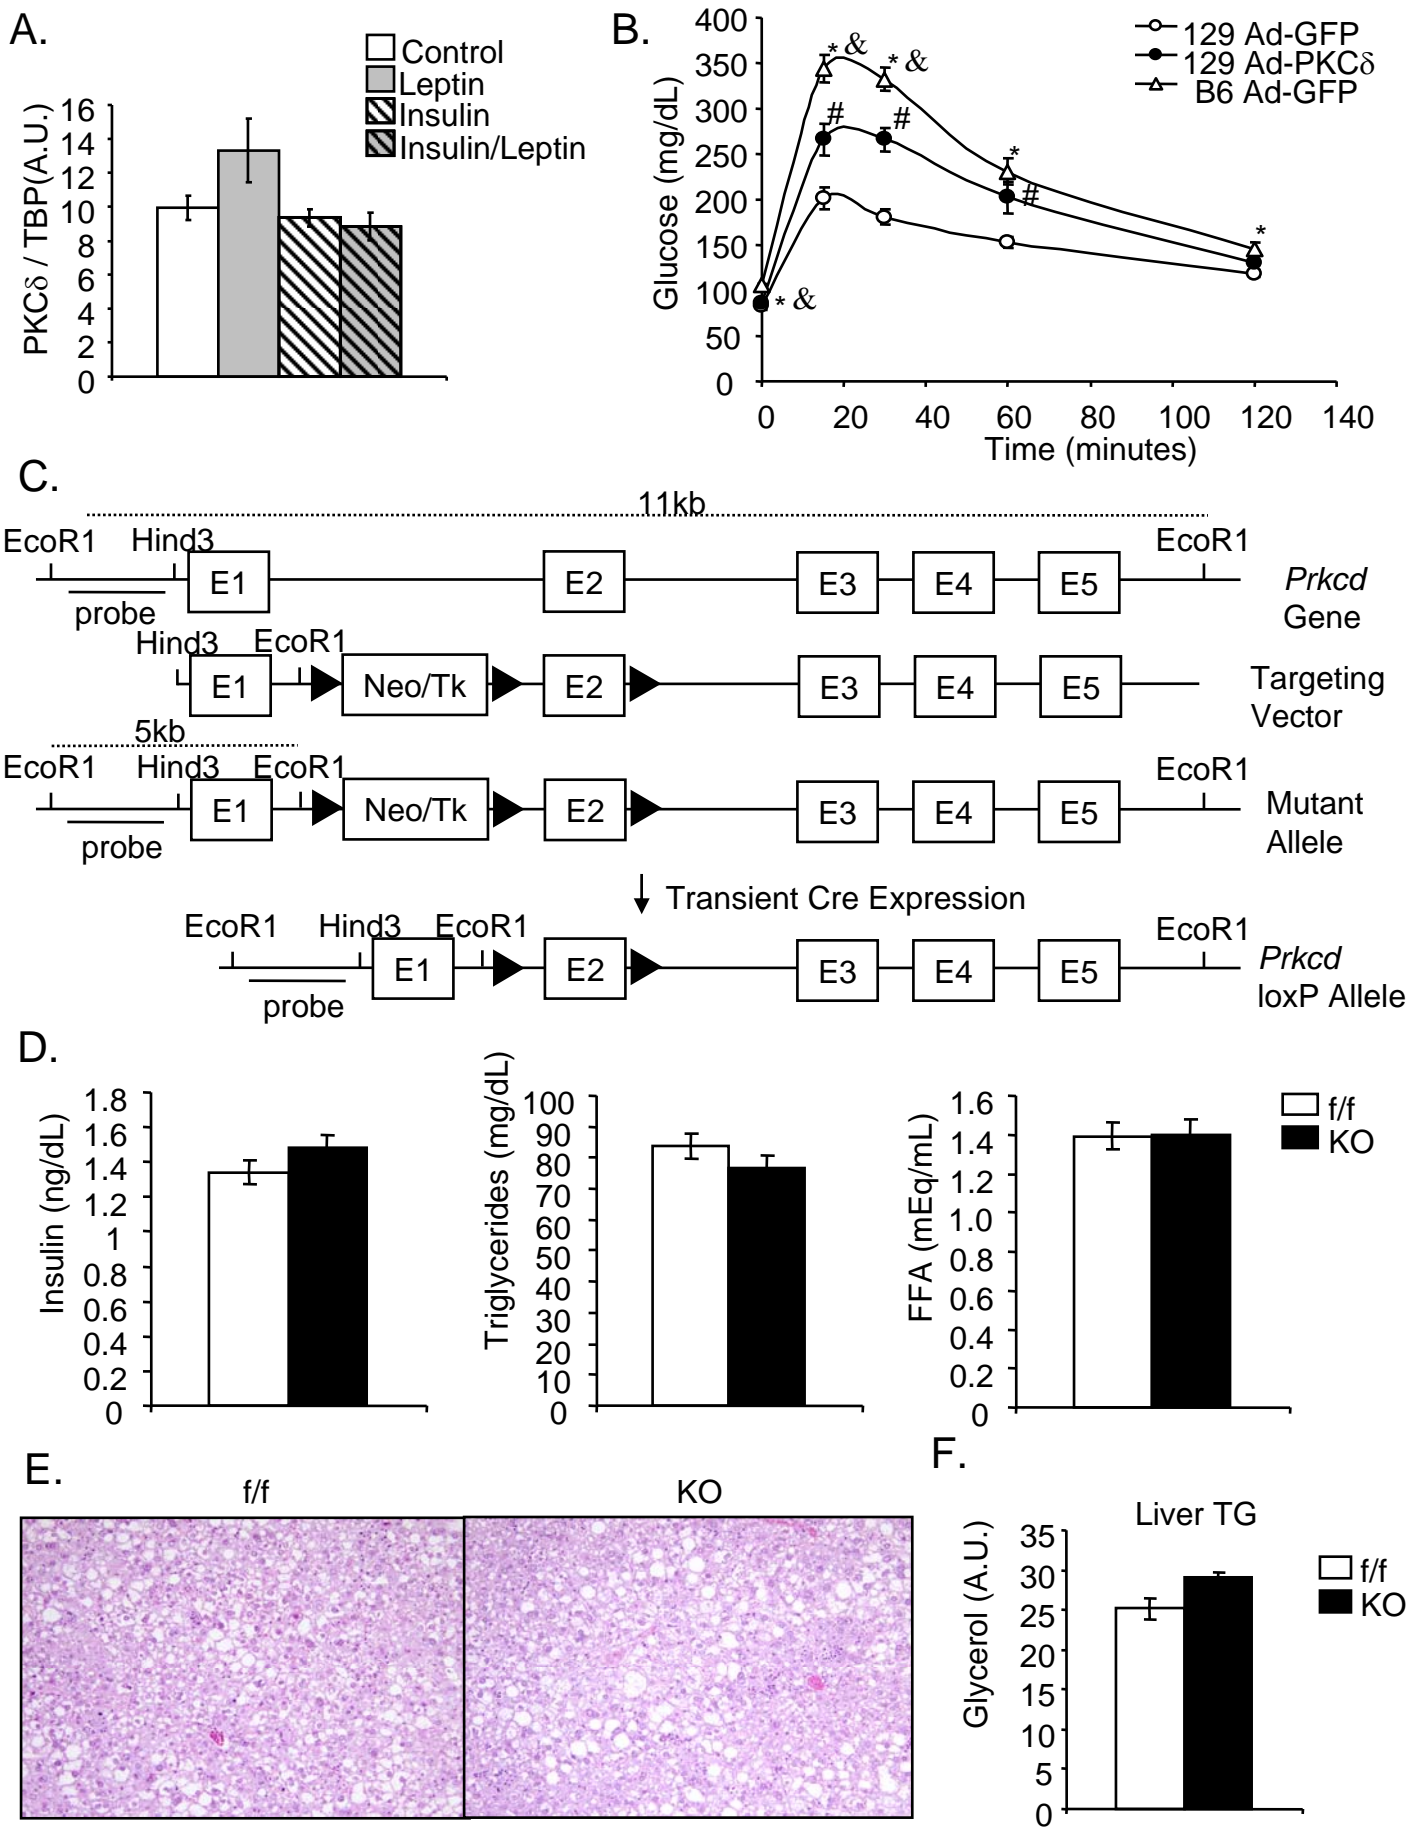 A.
Control
Leptin
Insulin
Insulin/Leptin
PKCδ / TBP(A.U.)
16
14
12
10
8
6
4
2
0
B.
129 Ad-GFP
129 Ad-PKCδ
B6 Ad-GFP
Glucose (mg/dL)
400
350
300
250
200
150
100
50
0
* &
* &
#
#
*
#
*
* &
0 20 40 60 80 100 120 140
Time (minutes)
C.
11kb
EcoR1 Hind3 EcoR1
E1 E2 E3 E4 E5
Prkcd
Gene
probe
Hind3 EcoR1
E1 Neo/Tk E2 E3 E4 E5
Targeting
Vector
5kb
EcoR1 Hind3 EcoR1 EcoR1
E1 Neo/Tk E2 E3 E4 E5
Mutant
Allele
probe
Transient Cre Expression
EcoR1 Hind3 EcoR1 EcoR1
E1 E2 E3 E4 E5
Prkcd
loxP Allele
probe
D.
Insulin (ng/dL)
1.8
1.6
1.4
1.2
1
0.8
0.6
0.4
0.2
0
Triglycerides (mg/dL)
100
90
80
70
60
50
40
30
20
10
0
FFA (mEq/mL)
1.6
1.4
1.2
1.0
0.8
0.6
0.4
0.2
0
f/f
KO
E.
f/f KO
F.
Liver TG
Glycerol (A.U.)
35
30
25
20
15
10
5
0
f/f
KO